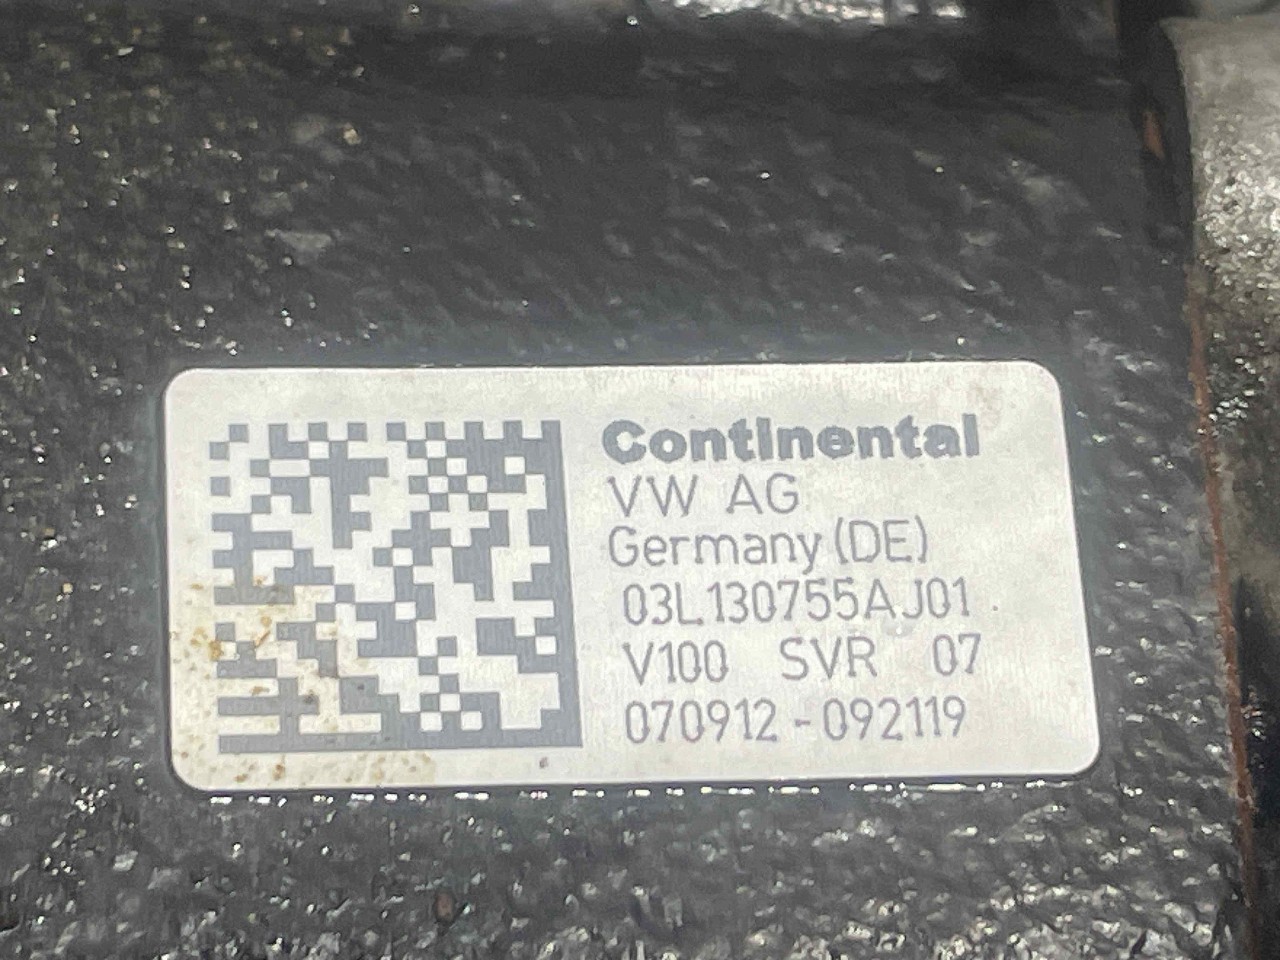 Continental
VW AG
Germany (DE)
03L130755AJ01
V100 SVR 07
070912-092119